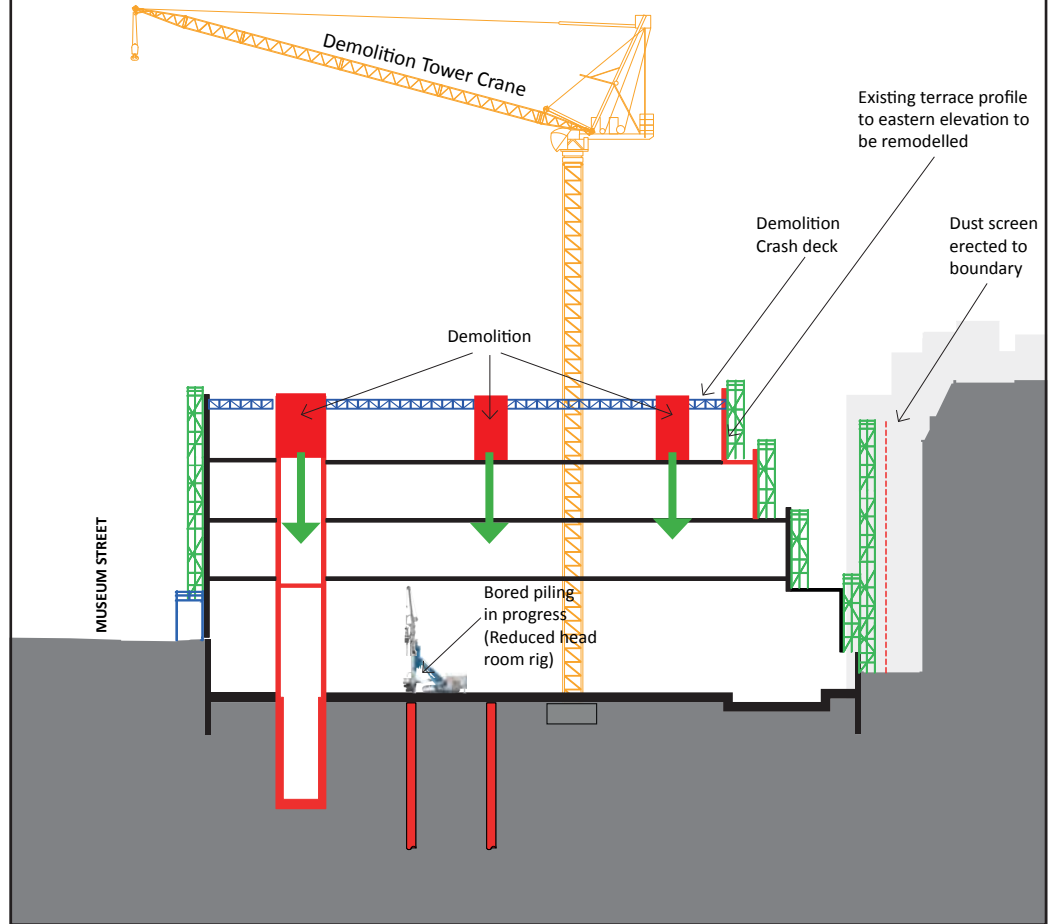 Demolition Tower Crane
Existing terrace profile
to eastern elevation to
be remodelled
Demolition
Crash deck
Dust screen
erected to
boundary
Demolition
MUSEUM STREET
Bored piling
in progress
(Reduced head
room rig)